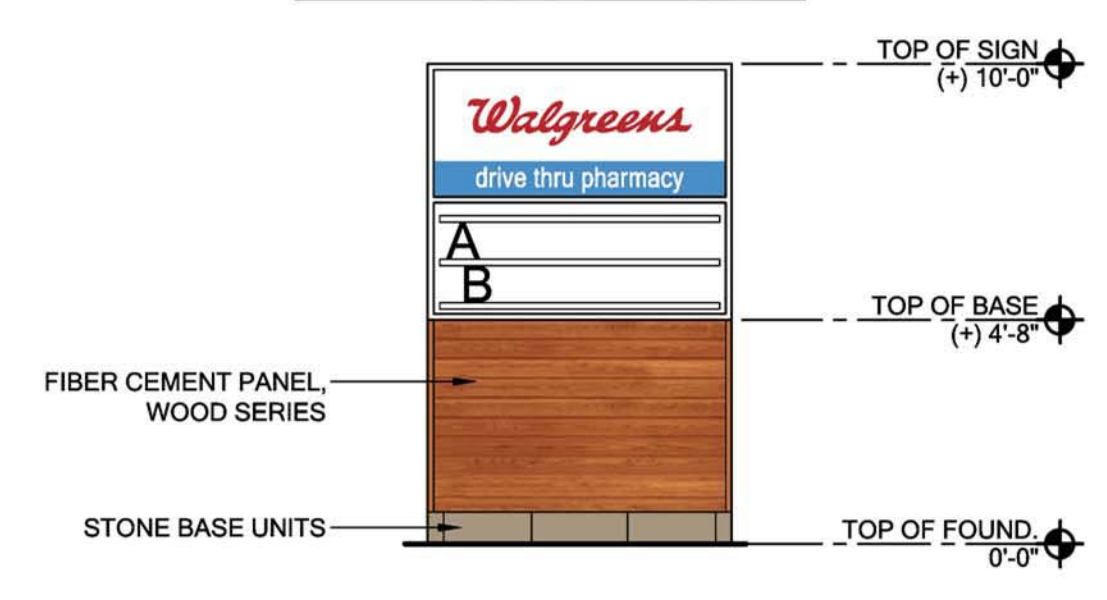 TOP OF SIGN
(+) 10'-0"
Walgreens
drive thru pharmacy
A
B
TOP OF BASE
(+) 4'-8"
FIBER CEMENT PANEL,
WOOD SERIES
STONE BASE UNITS
TOP OF FOUND.
0'-0"